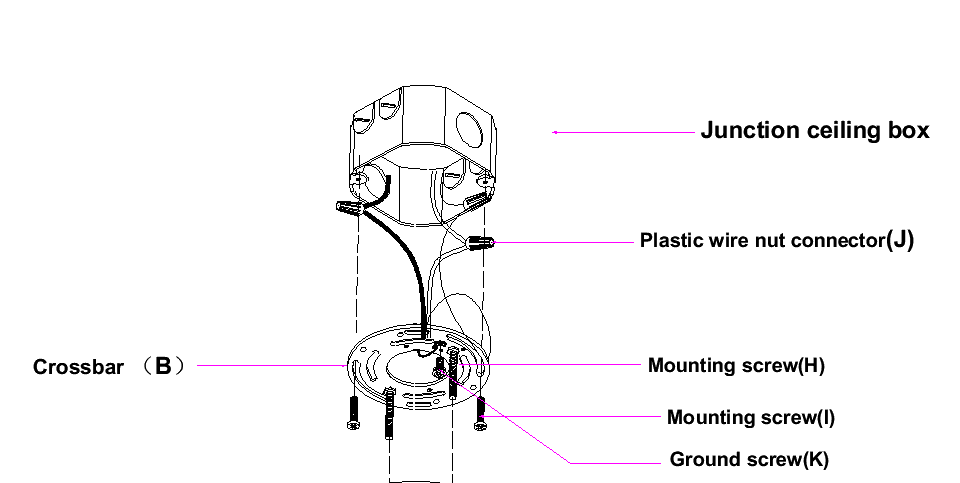 Junction ceiling box
Plastic wire nut connector(J)
Crossbar （B）
Mounting screw(H)
Mounting screw(I)
Ground screw(K)